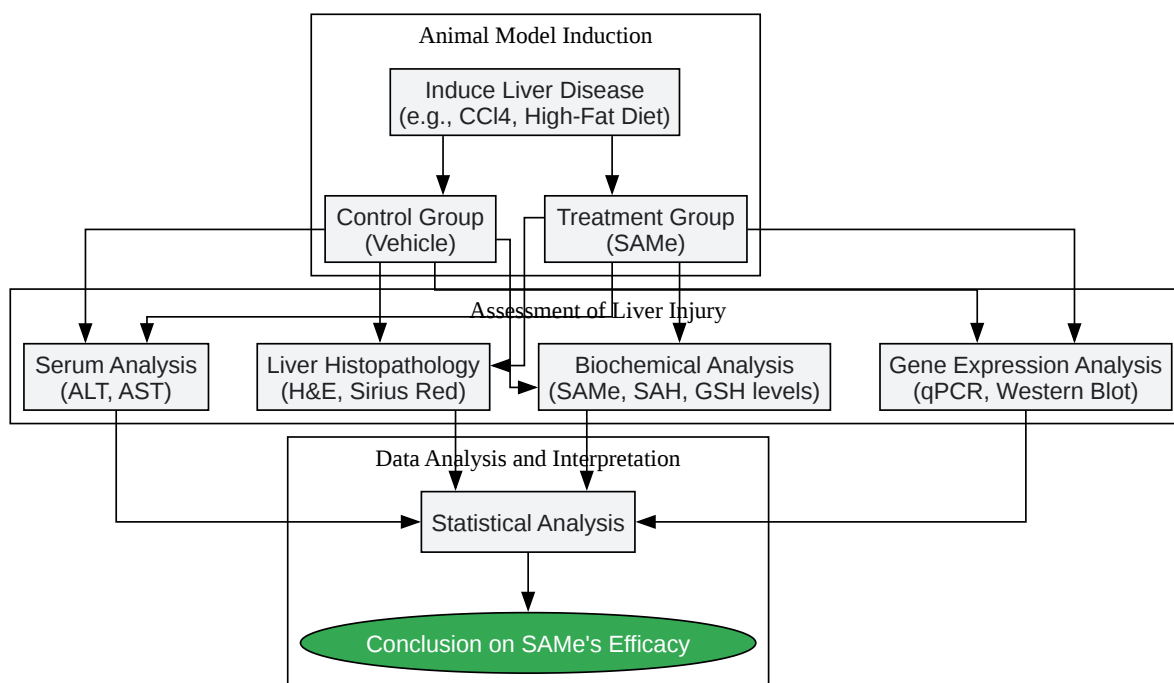 Animal Model Induction
Induce Liver Disease
(e.g., CCl4, High-Fat Diet)
Control Group
(Vehicle)
Treatment Group
(SAMe)
Assessment of Liver Injury
Serum Analysis
(ALT, AST)
Liver Histopathology
(H&E, Sirius Red)
Biochemical Analysis
(SAMe, SAH, GSH levels)
Gene Expression Analysis
(qPCR, Western Blot)
Data Analysis and Interpretation
Statistical Analysis
Conclusion on SAMe's Efficacy